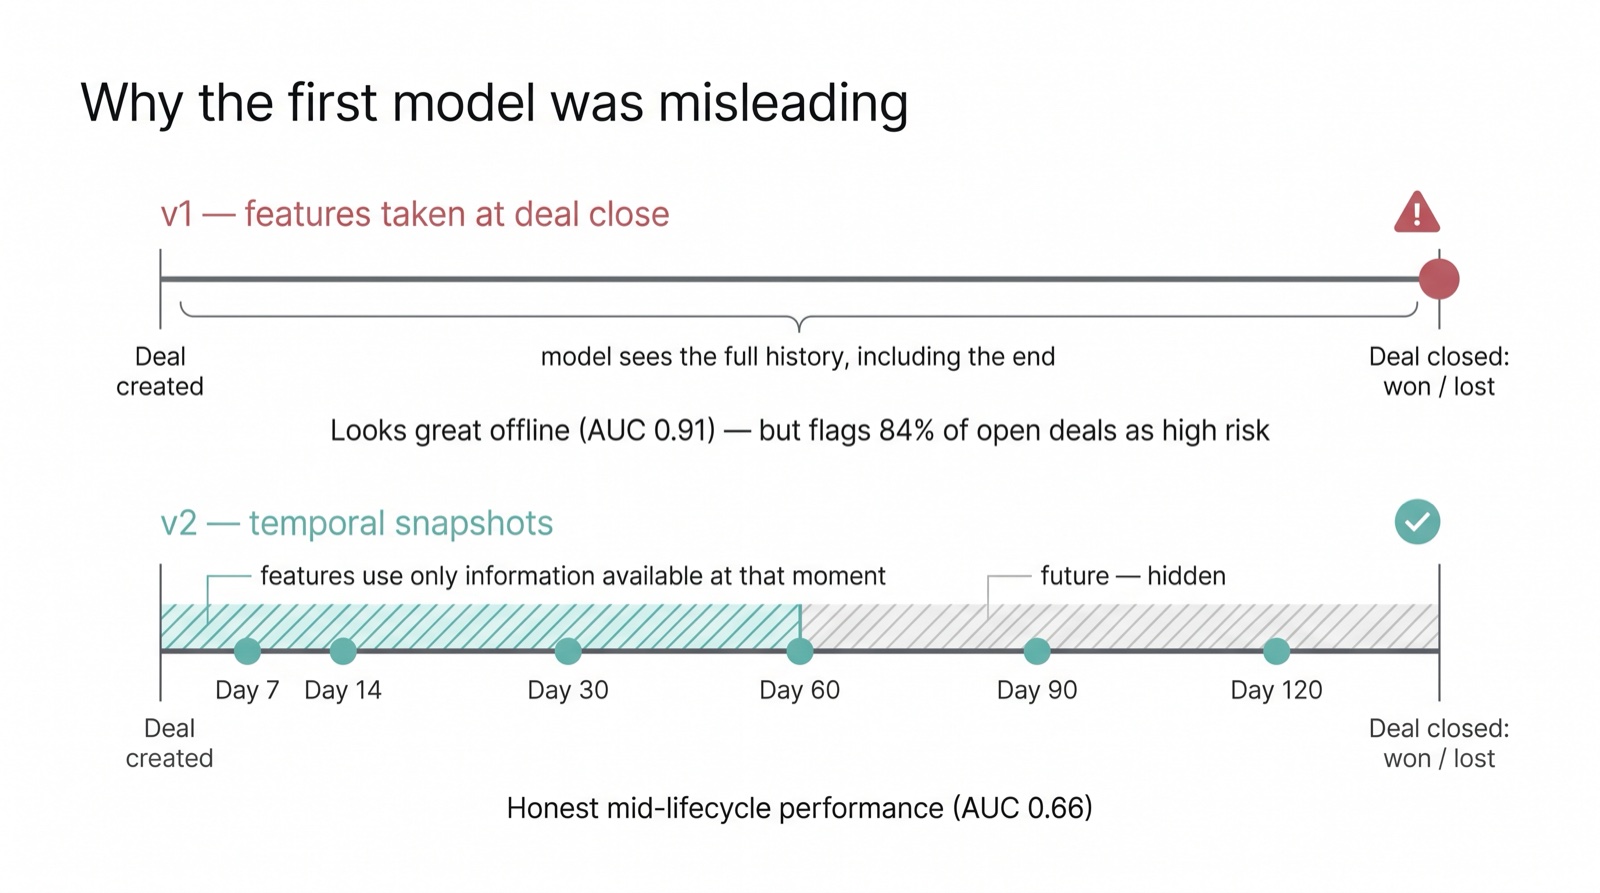 Why the first model was misleading
v1 — features taken at deal close
!
Deal
created
model sees the full history, including the end
Deal closed:
won / lost
Looks great offline (AUC 0.91) — but flags 84% of open deals as high risk
v2 — temporal snapshots
features use only information available at that moment
future — hidden
Day 7
Day 14
Day 30
Day 60
Day 90
Day 120
Deal
created
Deal closed:
won / lost
Honest mid-lifecycle performance (AUC 0.66)